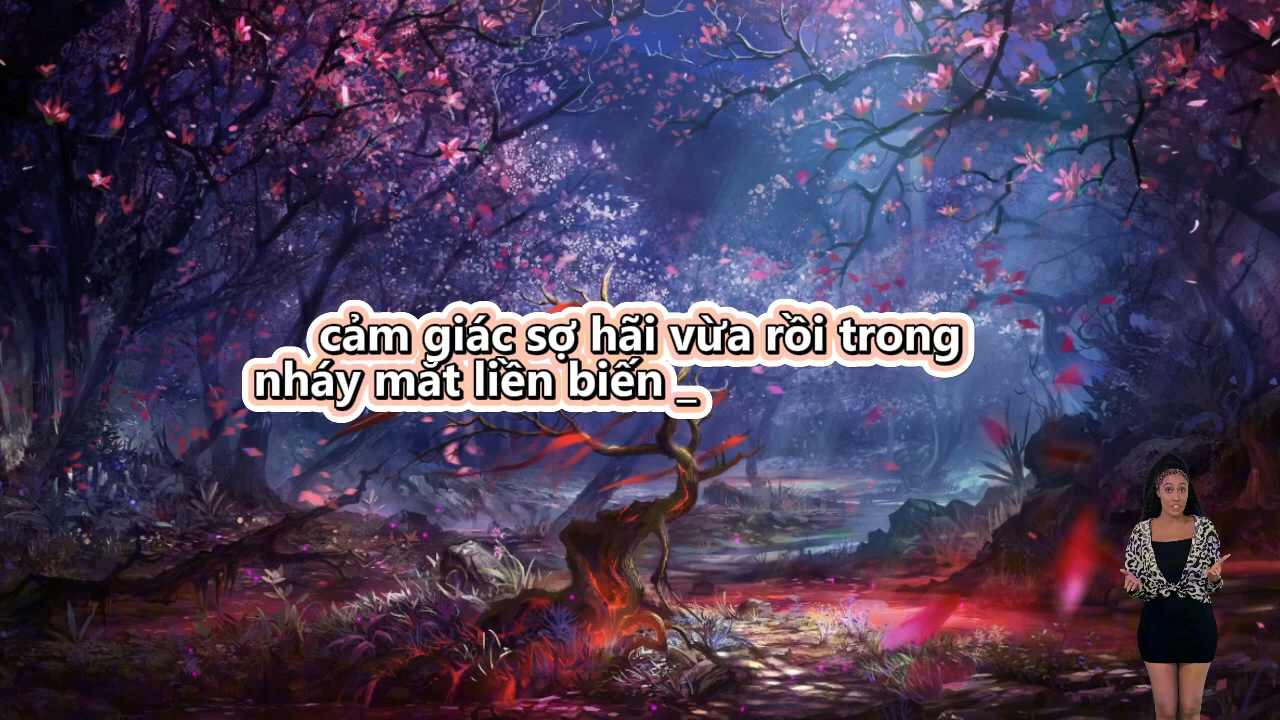 cảm giác sợ hãi vừa rồi trong
nháy mắt liền biến _